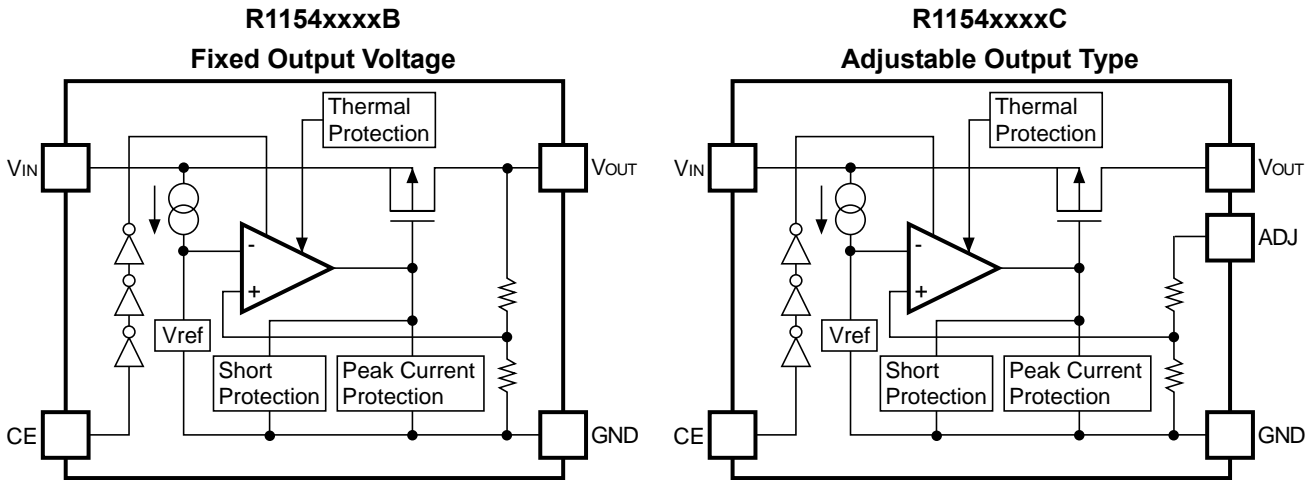 R1154xxxxB
Fixed Output Voltage
Thermal
Protection
VIN
VOUT
-
+
Vref
Short
Protection
Peak Current
Protection
CE
GND
R1154xxxxC
Adjustable Output Type
Thermal
Protection
VIN
VOUT
ADJ
-
+
Vref
Short
Protection
Peak Current
Protection
CE
GND